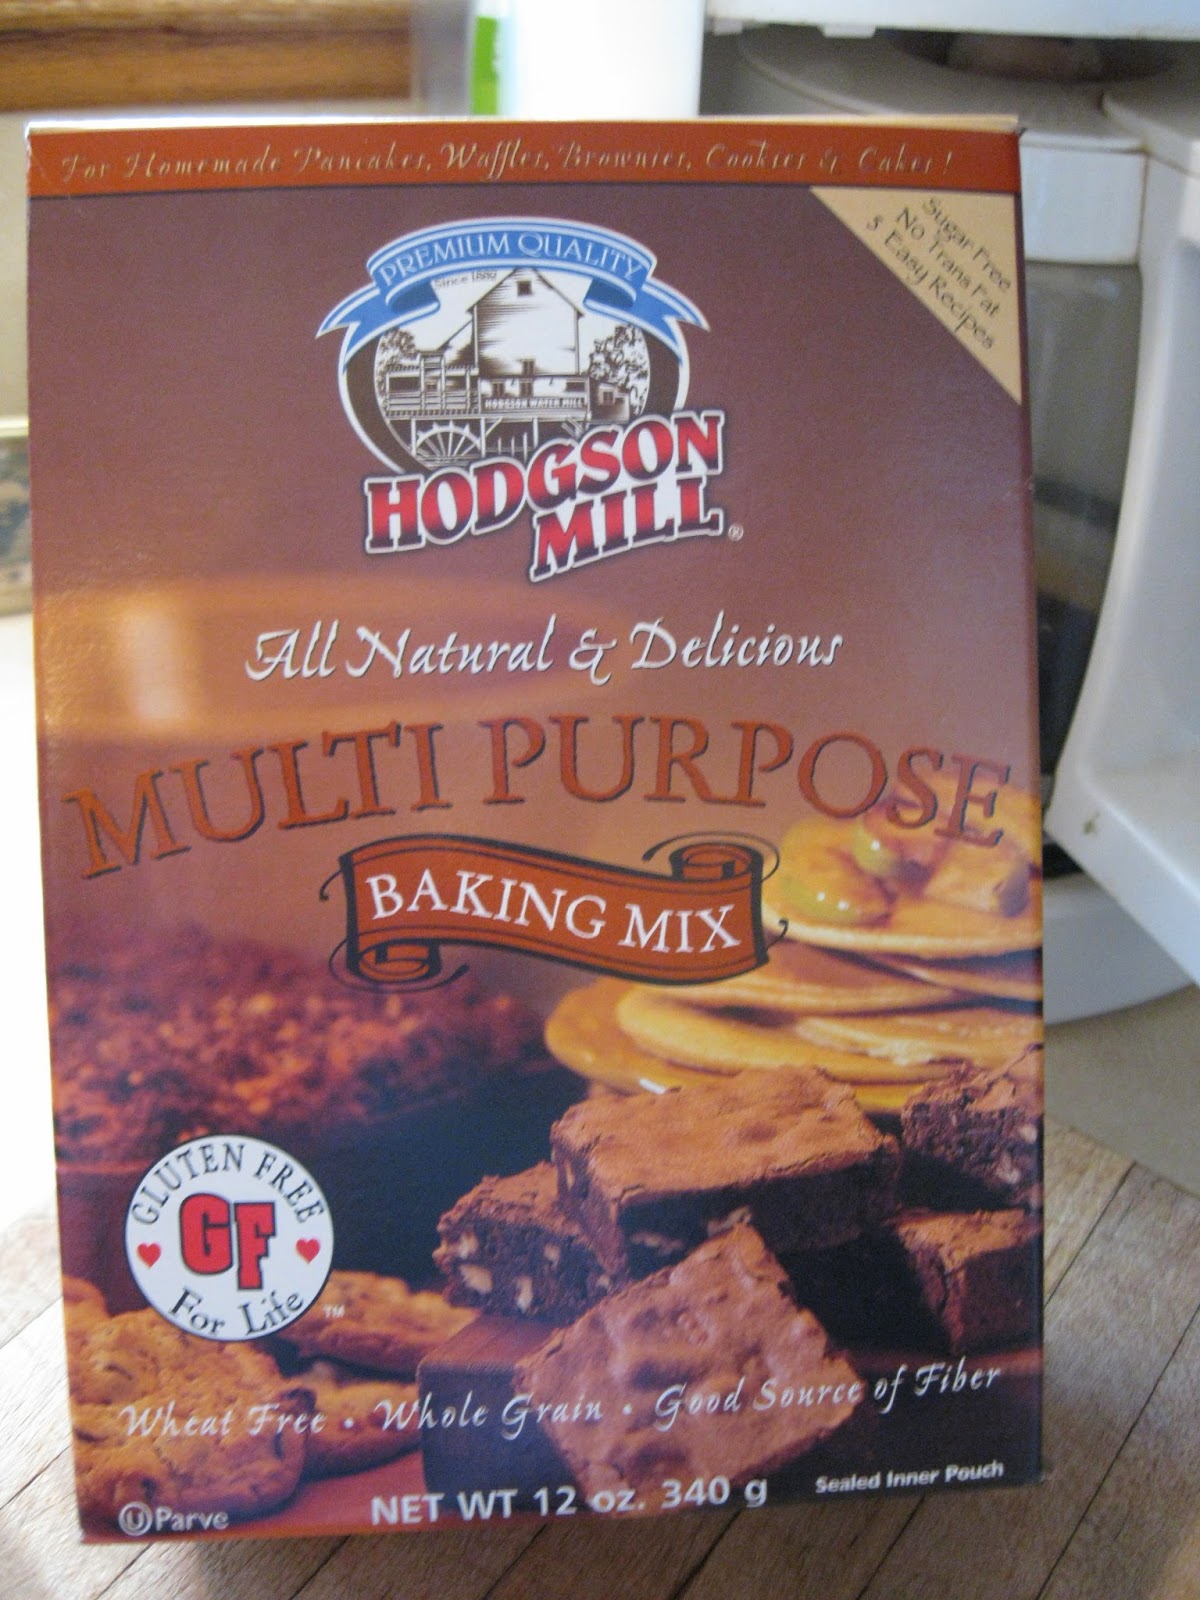 For Homemade Pancakes, Waffles, Brownies, Cookies & Cakes!
Sugar Free
No Trans Fat
5 Easy Recipes
PREMIUM QUALITY
Since 1882
HODGSON WATER MILL
HODGSON
MILL®
All Natural & Delicious
MULTI PURPOSE
BAKING MIX
GLUTEN FREE
GF
For Life
TM
Wheat Free • Whole Grain • Good Source of Fiber
U Parve
NET WT 12 oz. 340 g
Sealed Inner Pouch